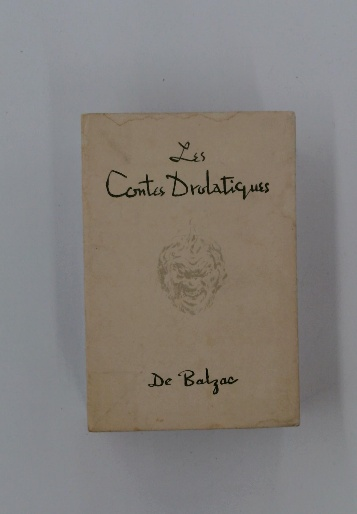 Les
Contes Drolatiques
De Balzac